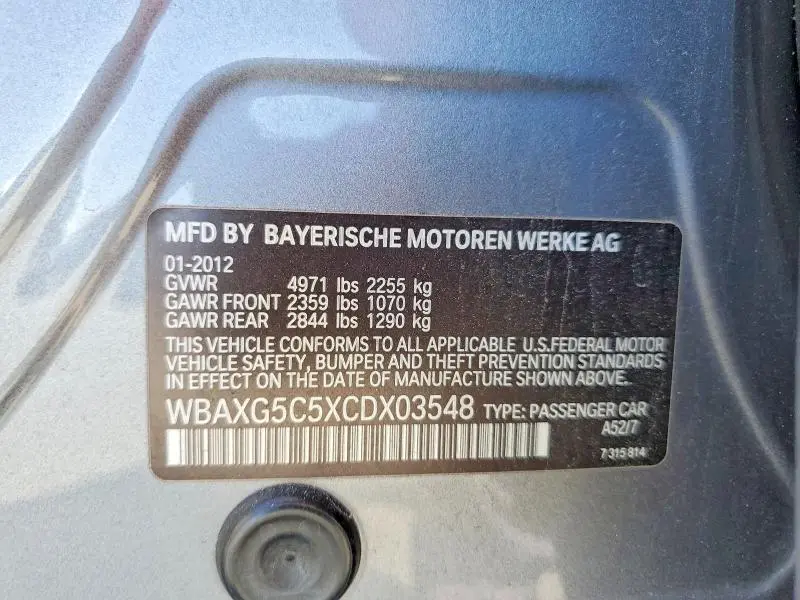 MFD BY BAYERISCHE MOTOREN WERKE AG
01-2012
GVWR 4971 lbs 2255 kg
GAWR FRONT 2359 lbs 1070 kg
GAWR REAR 2844 lbs 1290 kg
THIS VEHICLE CONFORMS TO ALL APPLICABLE U.S.FEDERAL MOTOR
VEHICLE SAFETY, BUMPER AND THEFT PREVENTION STANDARDS
IN EFFECT ON THE DATE OF MANUFACTURE SHOWN ABOVE.
WBAXG5C5XCDX03548 TYPE: PASSENGER CAR
A52/7
7 315 814